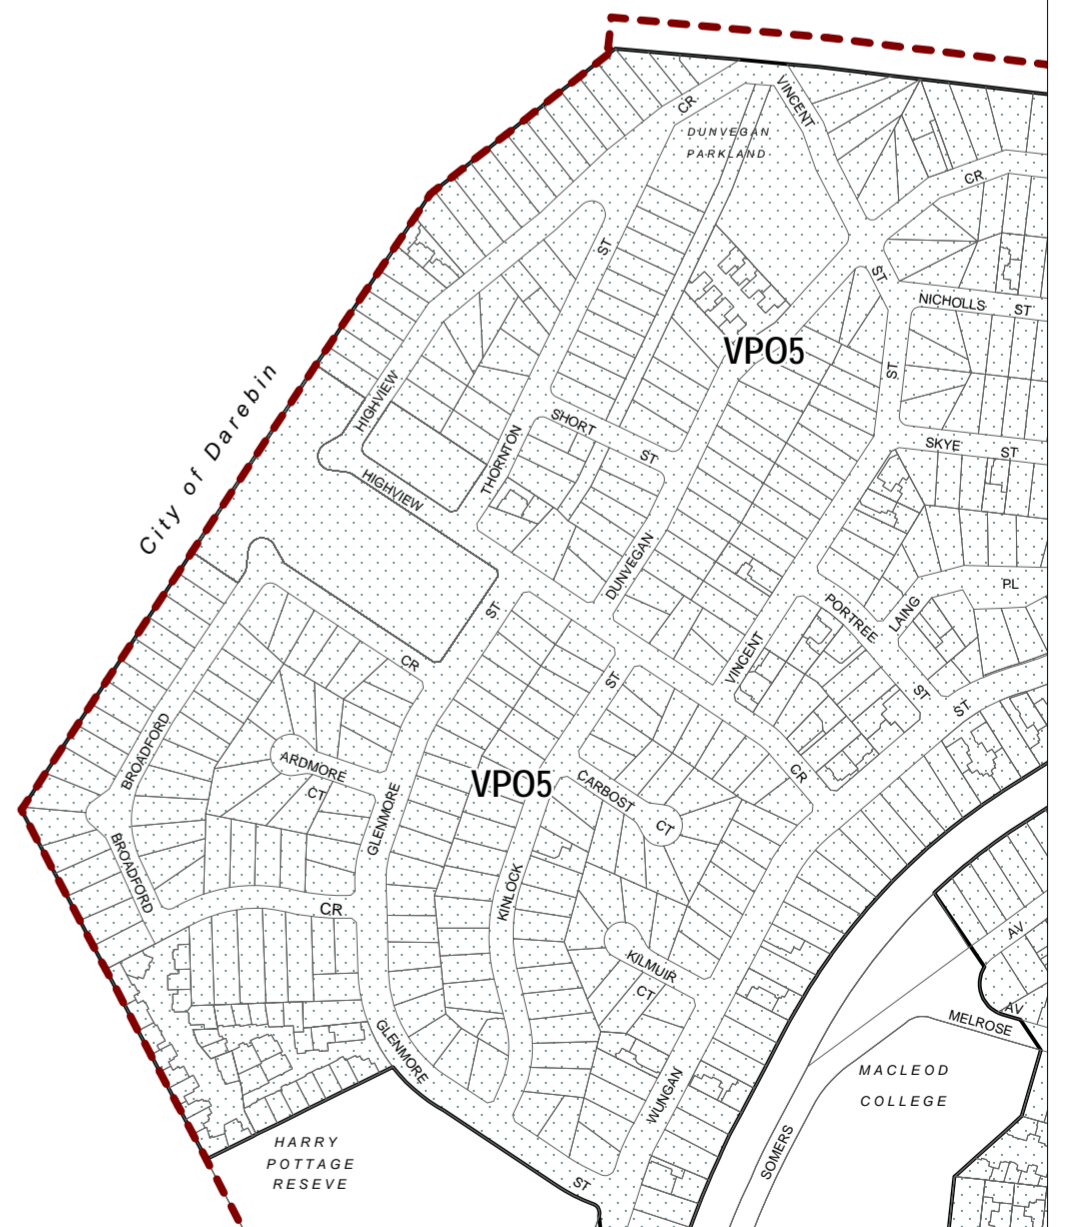 CR
VINCENT
DUNVEGAN
PARKLAND
CR
ST
ST
NICHOLLS ST
VPO5
City of Darebin
HIGHVIEW
ST.
SHORT ST
SKYE ST
THORNTON
HIGHVIEW
DUNVEGAN
PL
PORTREE
LAING
ST
CR
VINCENT
ST
ST
ST
BROADFORD
ARDMORE
CT
VPO5
CARBOST
CT
CR
GLENMORE
BROADFORD
KINLOCK
CR
AV
KILMUIR
CT
AV
MELROSE
GLENMORE
MACLEOD
COLLEGE
WUNGAN
HARRY
POTTAGE
RESEVE
SOMERS
ST